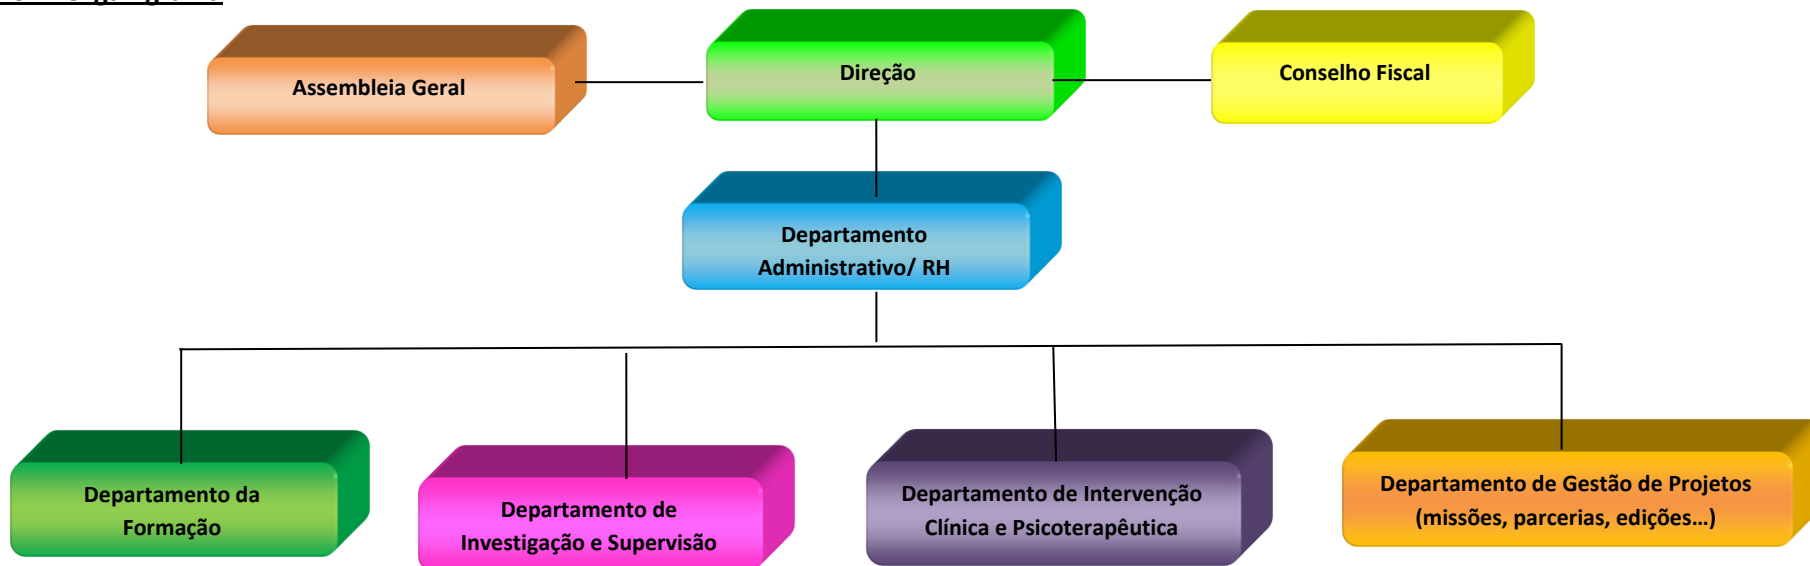 Assembleia Geral
Direção
Conselho Fiscal
Departamento
Administrativo/ RH
Departamento da
Formação
Departamento de
Investigação e Supervisão
Departamento de Intervenção
Clínica e Psicoterapêutica
Departamento de Gestão de Projetos
(missões, parcerias, edições…)